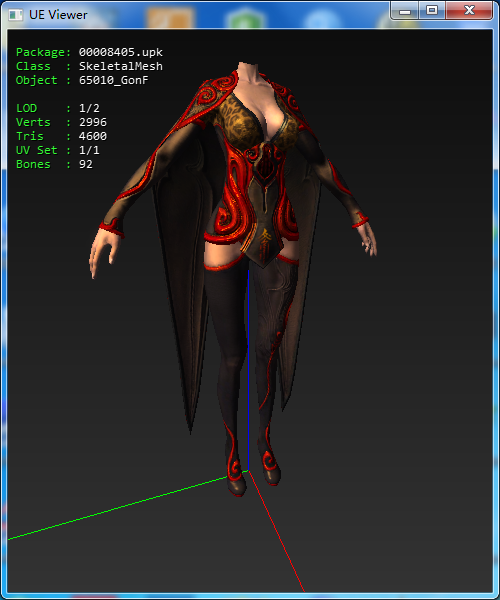 UE Viewer
Package: 00008405.upk
Class : SkeletalMesh
Object : 65010_GonF
LOD : 1/2
Verts : 2996
Tris : 4600
UV Set : 1/1
Bones : 92